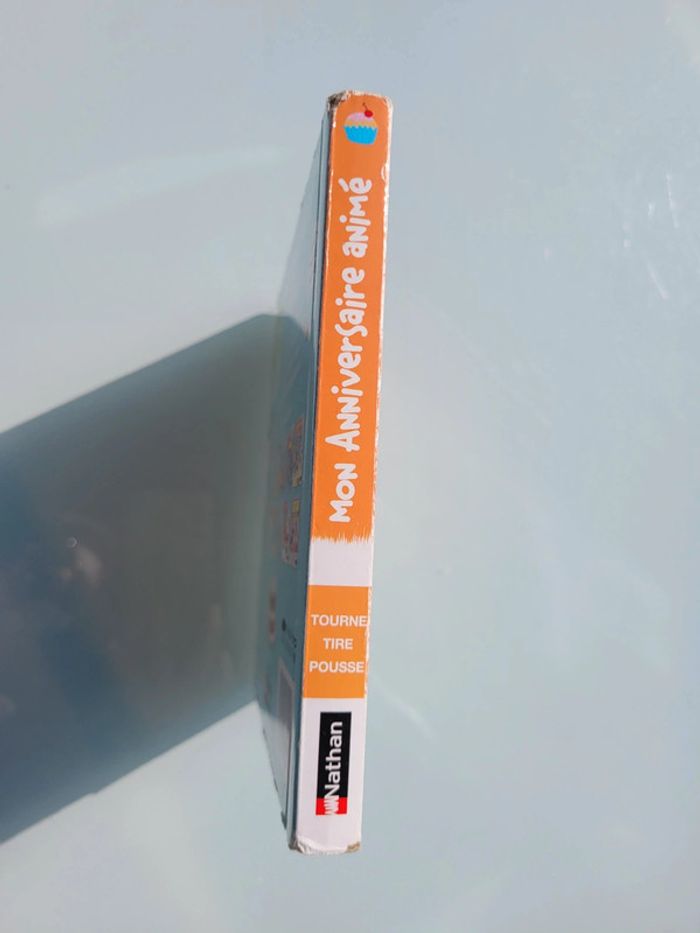 Mon Anniversaire animé
TOURNE
TIRE
POUSSE
Nathan